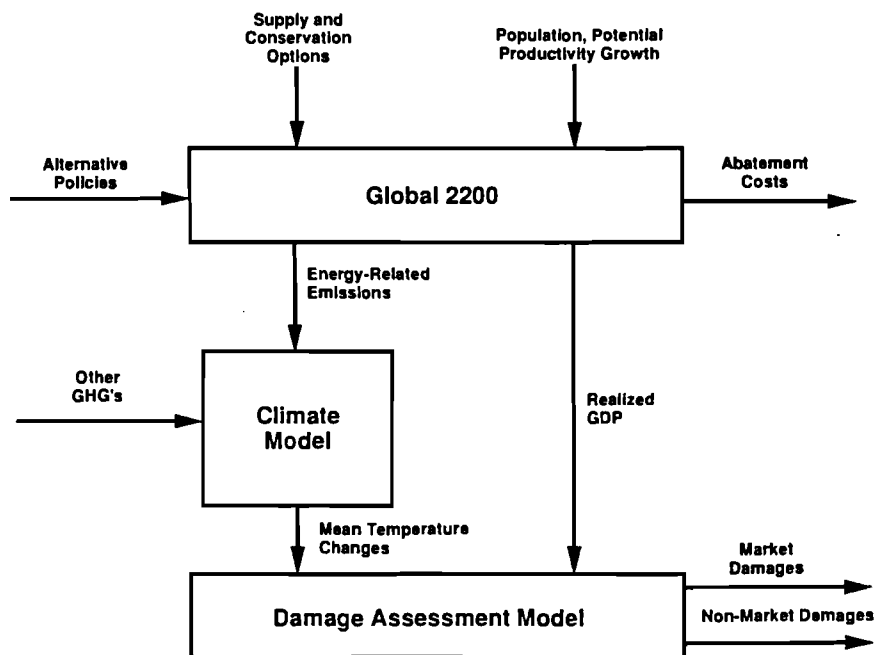 Supply and
Conservation
Options
Population, Potential
Productivity Growth
Alternative
Policies
Global 2200
Abatement
Costs
Energy-Related
Emissions
Other
GHG's
Climate
Model
Realized
GDP
Mean Temperature
Changes
Market
Damages
Damage Assessment Model
Non-Market Damages